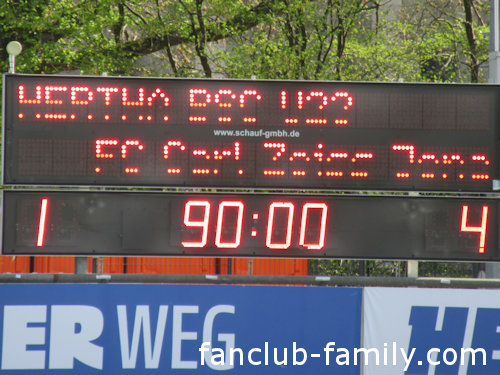 HERTHA BSC U23
www.schauf-gmbh.de
FC Carl Zeiss Jena
1 90:00 4
ER WEG
HE
fanclub-family.com